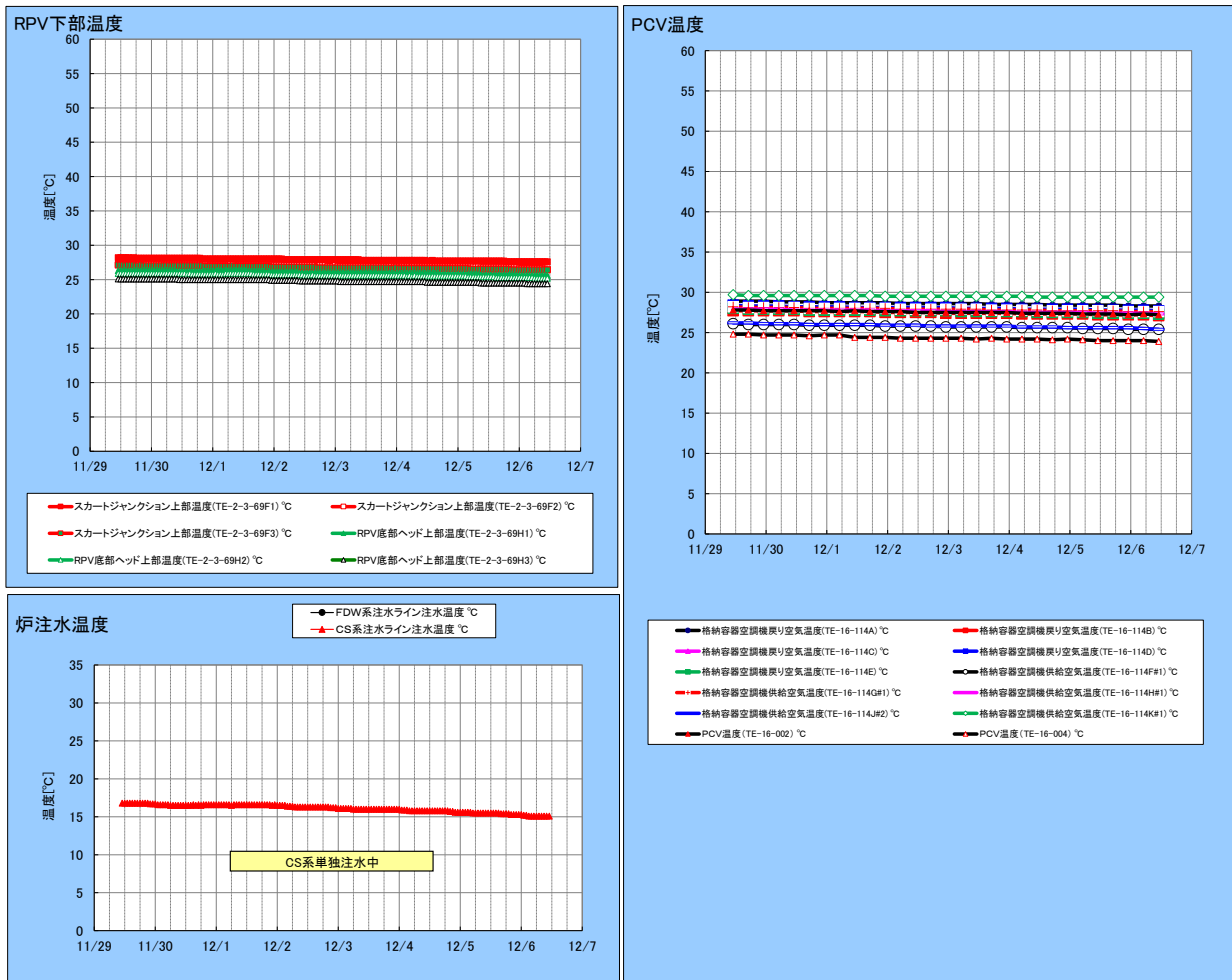 RPV下部温度
60
55
50
45
40
35
30
25
20
15
10
5
0
温度[℃]
11/29 11/30 12/1 12/2 12/3 12/4 12/5 12/6 12/7
スカートジャンクション上部温度(TE-2-3-69F1)℃ スカートジャンクション上部温度(TE-2-3-69F2)℃
スカートジャンクション上部温度(TE-2-3-69F3)℃ RPV底部ヘッド上部温度(TE-2-3-69H1)℃
RPV底部ヘッド上部温度(TE-2-3-69H2)℃ RPV底部ヘッド上部温度(TE-2-3-69H3)℃
炉注水温度
FDW系注水ライン注水温度 ℃
CS系注水ライン注水温度 ℃
35
30
25
20
15
10
5
0
温度[℃]
CS系単独注水中
11/29 11/30 12/1 12/2 12/3 12/4 12/5 12/6 12/7
PCV温度
60
55
50
45
40
35
30
25
20
15
10
5
0
温度[℃]
11/29 11/30 12/1 12/2 12/3 12/4 12/5 12/6 12/7
格納容器空調機戻り空気温度(TE-16-114A)℃ 格納容器空調機戻り空気温度(TE-16-114B)℃
格納容器空調機戻り空気温度(TE-16-114C)℃ 格納容器空調機戻り空気温度(TE-16-114D)℃
格納容器空調機戻り空気温度(TE-16-114E)℃ 格納容器空調機供給空気温度(TE-16-114F#1)℃
格納容器空調機供給空気温度(TE-16-114G#1)℃ 格納容器空調機供給空気温度(TE-16-114H#1)℃
格納容器空調機供給空気温度(TE-16-114J#2)℃ 格納容器空調機供給空気温度(TE-16-114K#1)℃
PCV温度(TE-16-002)℃ PCV温度(TE-16-004)℃